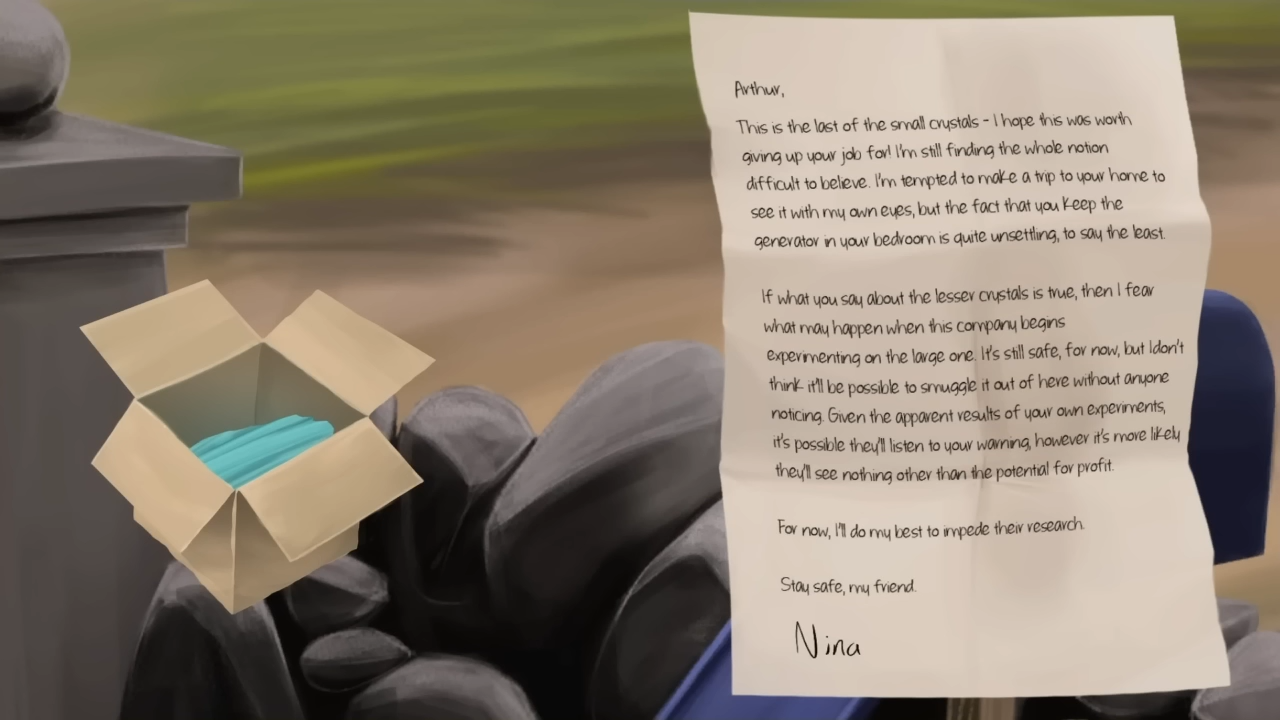 Arthur,
This is the last of the small crystals - I hope this was worth
giving up your job for! I'm still finding the whole notion
difficult to believe. I'm tempted to make a trip to your home to
see it with my own eyes, but the fact that you keep the
generator in your bedroom is quite unsettling, to say the least.
If what you say about the lesser crystals is true, then I fear
what may happen when this company begins
experimenting on the large one. It's still safe, for now, but I don't
think it'll be possible to smuggle it out of here without anyone
noticing. Given the apparent results of your own experiments,
it's possible they'll listen to your warning, however it's more likely
they'll see nothing other than the potential for profit.
For now, I'll do my best to impede their research.
Stay safe, my friend.
Nina